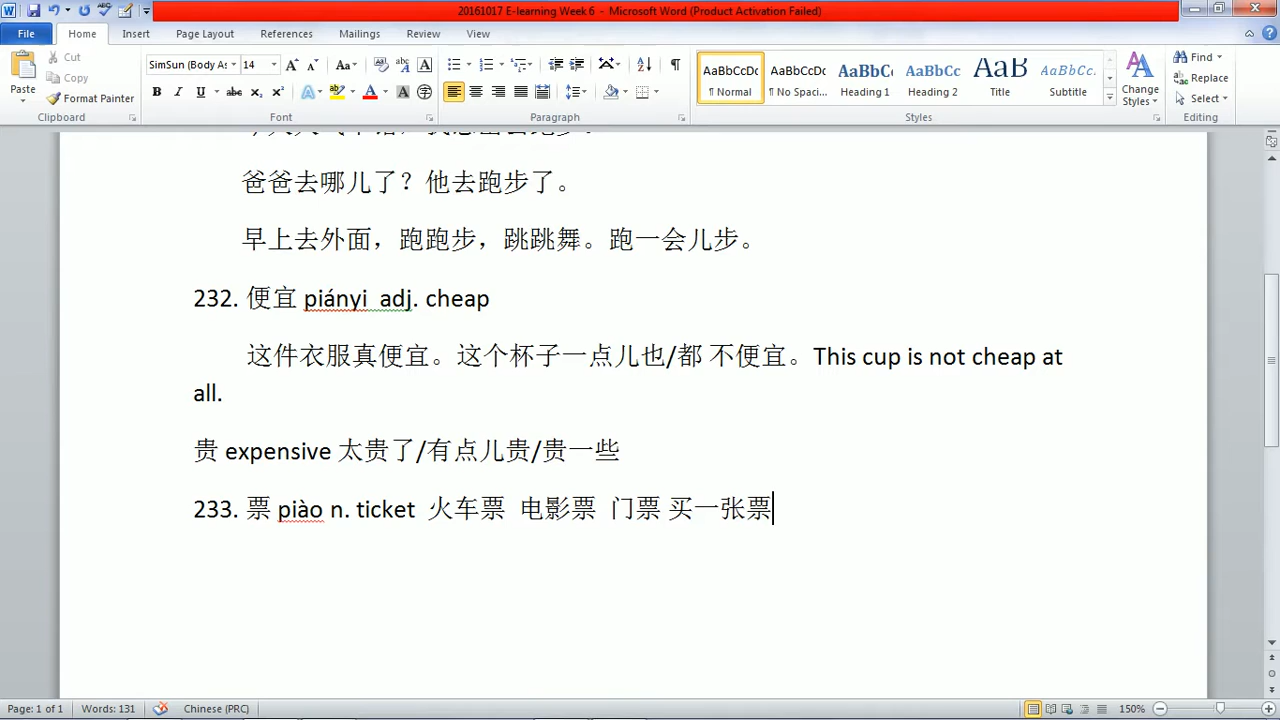 20161017 E-learning Week 6 - Microsoft Word (Product Activation Failed)
File Home Insert Page Layout References Mailings Review View
Paste Cut Copy Format Painter
SimSun (Body As 14
AaBbCcDc AaBbCcDc AaBbCc AaBbCc AaB AaBbCcDc
¶ Normal ¶ No Spaci... Heading 1 Heading 2 Title Subtitle
Change Styles
Find Replace Select
Clipboard Font Paragraph Styles Editing
爸爸去哪儿了？他去跑步了。
早上去外面，跑跑步，跳跳舞。跑一会儿步。
232. 便宜 piányi adj. cheap
这件衣服真便宜。这个杯子一点儿也/都 不便宜。This cup is not cheap at
all.
贵 expensive 太贵了/有点儿贵/贵一些
233. 票 piào n. ticket 火车票 电影票 门票 买一张票
Page: 1 of 1 Words: 131 Chinese (PRC) 150%